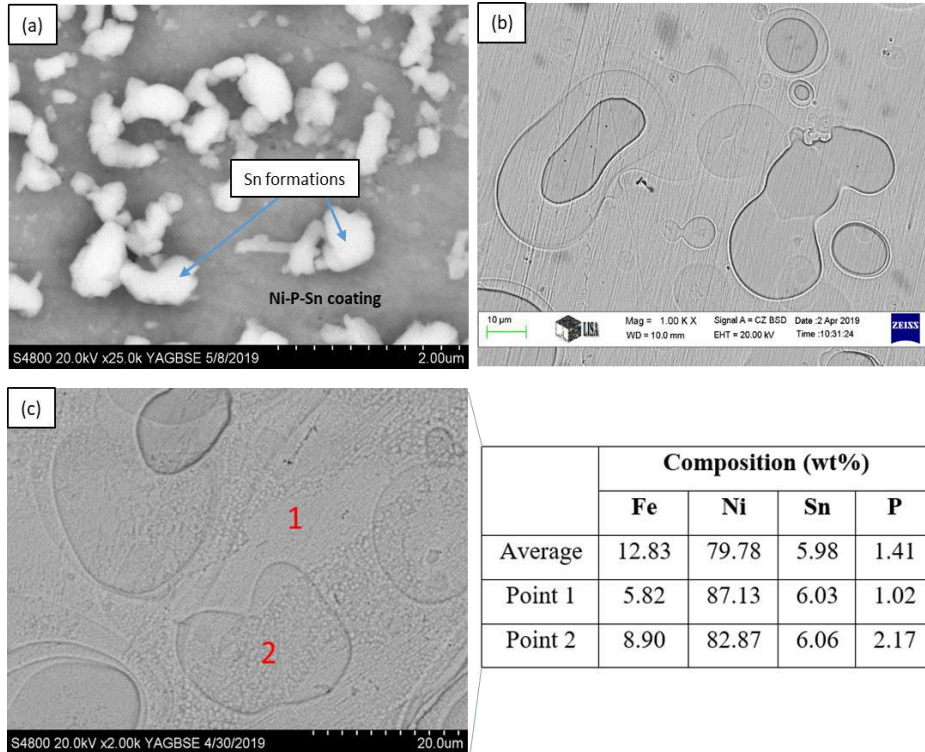 (a)
Sn formations
Ni-P-Sn coating
S4800 20.0kV x25.0k YAGBSE 5/8/2019 2.00um
(b)
10 µm
LISA
Mag = 1.00 K X Signal A = CZ BSD Date :2 Apr 2019
WD = 10.0 mm EHT = 20.00 kV Time :10:31:24
ZEISS
(c)
1
2
S4800 20.0kV x2.00k YAGBSE 4/30/2019 20.0um
Composition (wt%)
Fe Ni Sn P
Average 12.83 79.78 5.98 1.41
Point 1 5.82 87.13 6.03 1.02
Point 2 8.90 82.87 6.06 2.17